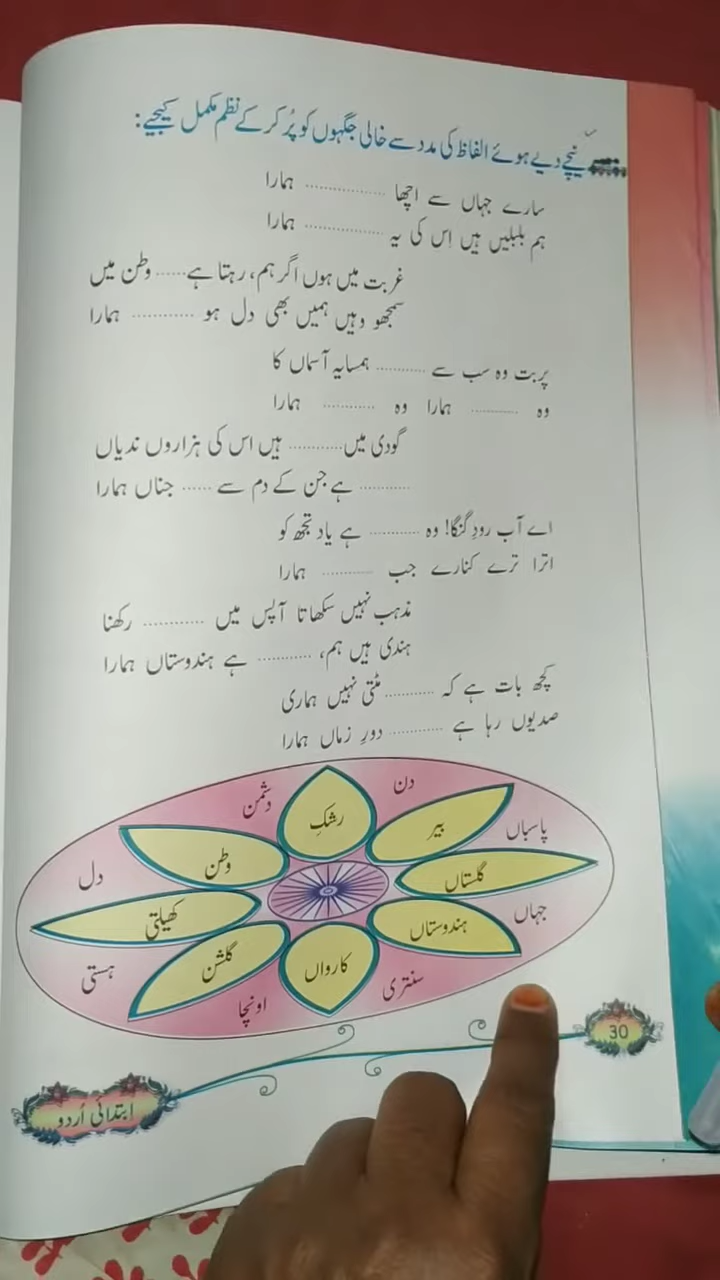 نیچے دیے ہوئے الفاظ کی مدد سے خالی جگہوں کو پُر کر کے نظم مکمل کیجیے:
سارے جہاں سے اچھا ................ ہمارا
ہم بلبلیں ہیں اِس کی یہ ................ ہمارا
غربت میں ہوں اگر ہم، رہتا ہے ...... وطن میں
سمجھو وہیں ہمیں بھی دل ہو ............ ہمارا
پربت وہ سب سے .......... ہمسایہ آسماں کا
وہ .......... ہمارا وہ .......... ہمارا
گودی میں ........... ہیں اس کی ہزاروں ندیاں
........... ہے جن کے دم سے ...... جناں ہمارا
اے آب رودِ گنگا! وہ .......... ہے یاد تجھ کو
اترا ترے کنارے جب .......... ہمارا
مذہب نہیں سکھاتا آپس میں ............ رکھنا
ہندی ہیں ہم، ........... ہے ہندوستاں ہمارا
کچھ بات ہے کہ .......... مٹتی نہیں ہماری
صدیوں رہا ہے ........... دورِ زماں ہمارا
دن
رشکِ
دشمن
بیر
پاسباں
وطن
دل
گلستاں
کھیلتی
جہاں
ہندوستاں
گلشن
کارواں
ہستی
سنتری
اونچا
30
ابتدائی اُردو